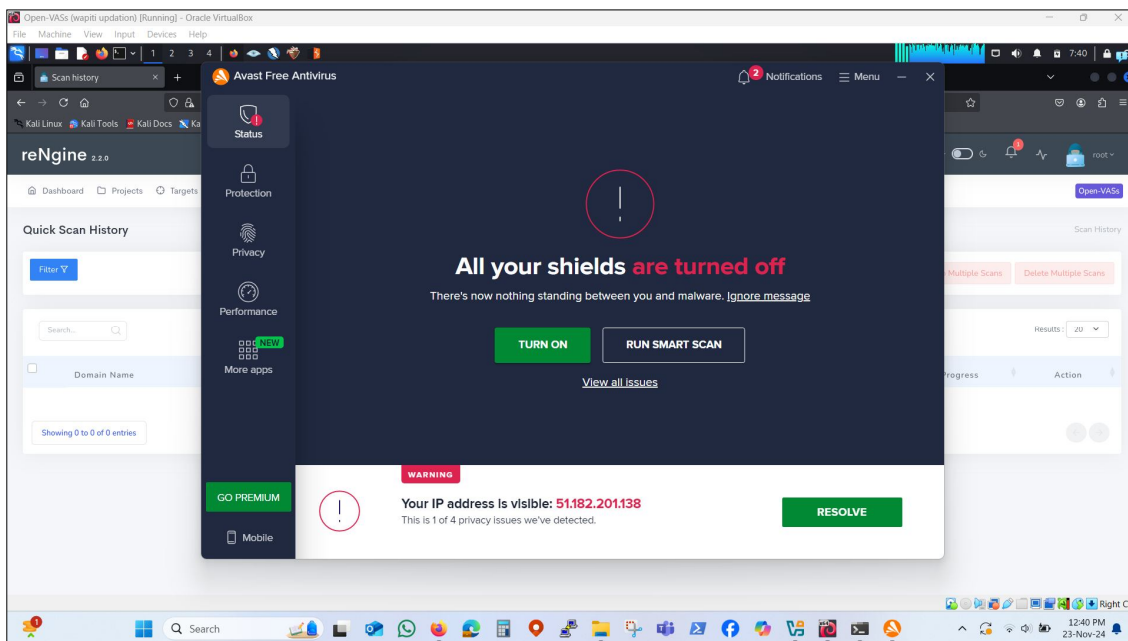 Open-VASs (wapiti updation) [Running] - Oracle VirtualBox
File Machine View Input Devices Help
1 2 3 4
7:40
Scan history
Avast Free Antivirus
2 Notifications
Menu
Kali Linux Kali Tools Kali Docs Ka
Status
reNgine 2.2.0
1
root
Dashboard Projects Targets
Protection
Open-VASs
Quick Scan History
Scan History
Privacy
Filter
All your shields are turned off
Multiple Scans
Delete Multiple Scans
There's now nothing standing between you and malware. Ignore message
Performance
Search...
Results : 20
TURN ON
RUN SMART SCAN
NEW
More apps
Domain Name
View all issues
Progress
Action
Showing 0 to 0 of 0 entries
WARNING
GO PREMIUM
Your IP address is visible: 51.182.201.138
This is 1 of 4 privacy issues we've detected.
RESOLVE
Mobile
Right C
1
Search
12:40 PM
23-Nov-24